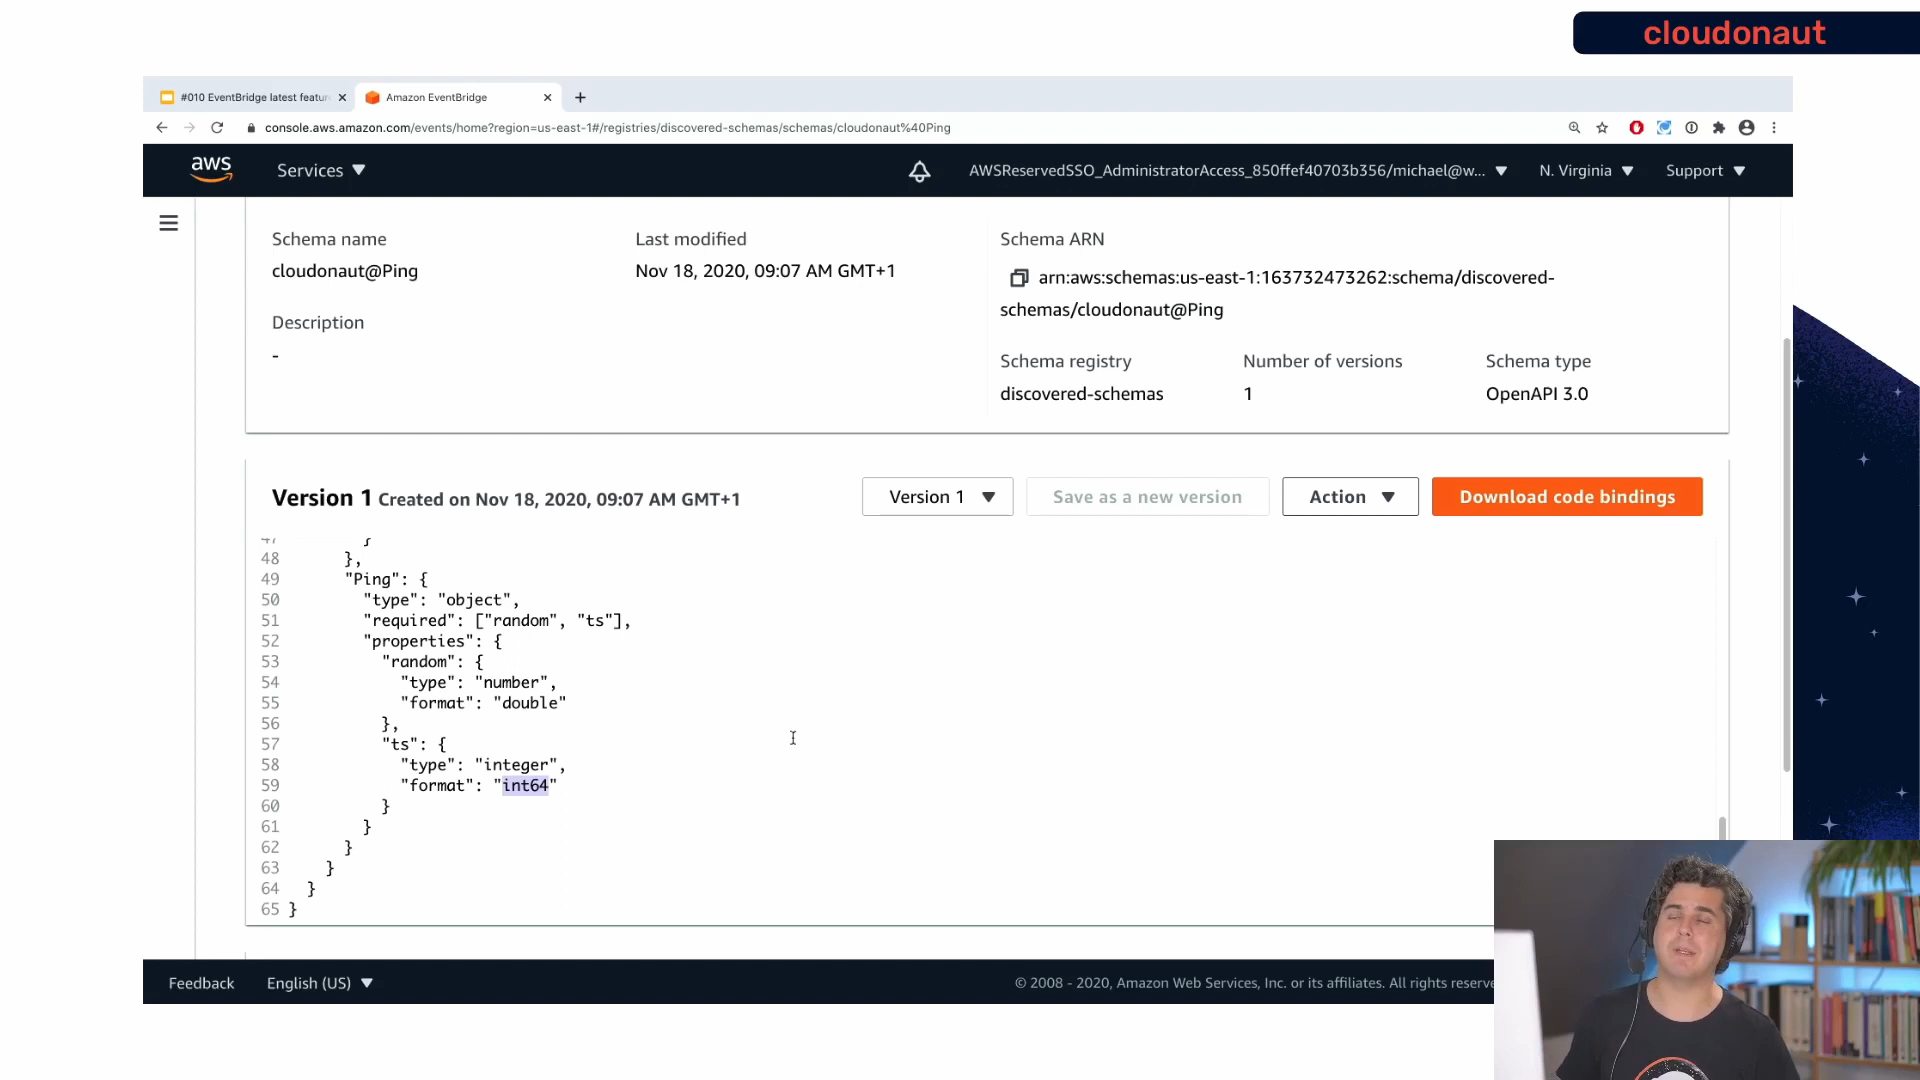 cloudonaut
#010 EventBridge latest featur
Amazon EventBridge
console.aws.amazon.com/events/home?region=us-east-1#/registries/discovered-schemas/schemas/cloudonaut%40Ping
aws
Services
AWSReservedSSO_AdministratorAccess_850ffef40703b356/michael@w...
N. Virginia
Support
Schema name
Last modified
Schema ARN
cloudonaut@Ping
Nov 18, 2020, 09:07 AM GMT+1
arn:aws:schemas:us-east-1:163732473262:schema/discovered-
schemas/cloudonaut@Ping
Description
-
Schema registry
Number of versions
Schema type
discovered-schemas
1
OpenAPI 3.0
Version 1 Created on Nov 18, 2020, 09:07 AM GMT+1
Version 1
Save as a new version
Action
Download code bindings
47 }
48 },
49 "Ping": {
50 "type": "object",
51 "required": ["random", "ts"],
52 "properties": {
53 "random": {
54 "type": "number",
55 "format": "double"
56 },
57 "ts": {
58 "type": "integer",
59 "format": "int64"
60 }
61 }
62 }
63 }
64 }
65 }
Feedback
English (US)
© 2008 - 2020, Amazon Web Services, Inc. or its affiliates. All rights reserve